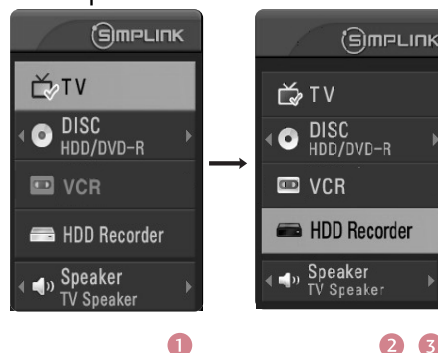 SIMPLINK
TV
DISC
HDD/DVD-R
VCR
HDD Recorder
Speaker
TV Speaker
1
SIMPLINK
TV
DISC
HDD/DVD-R
VCR
HDD Recorder
Speaker
TV Speaker
2 3